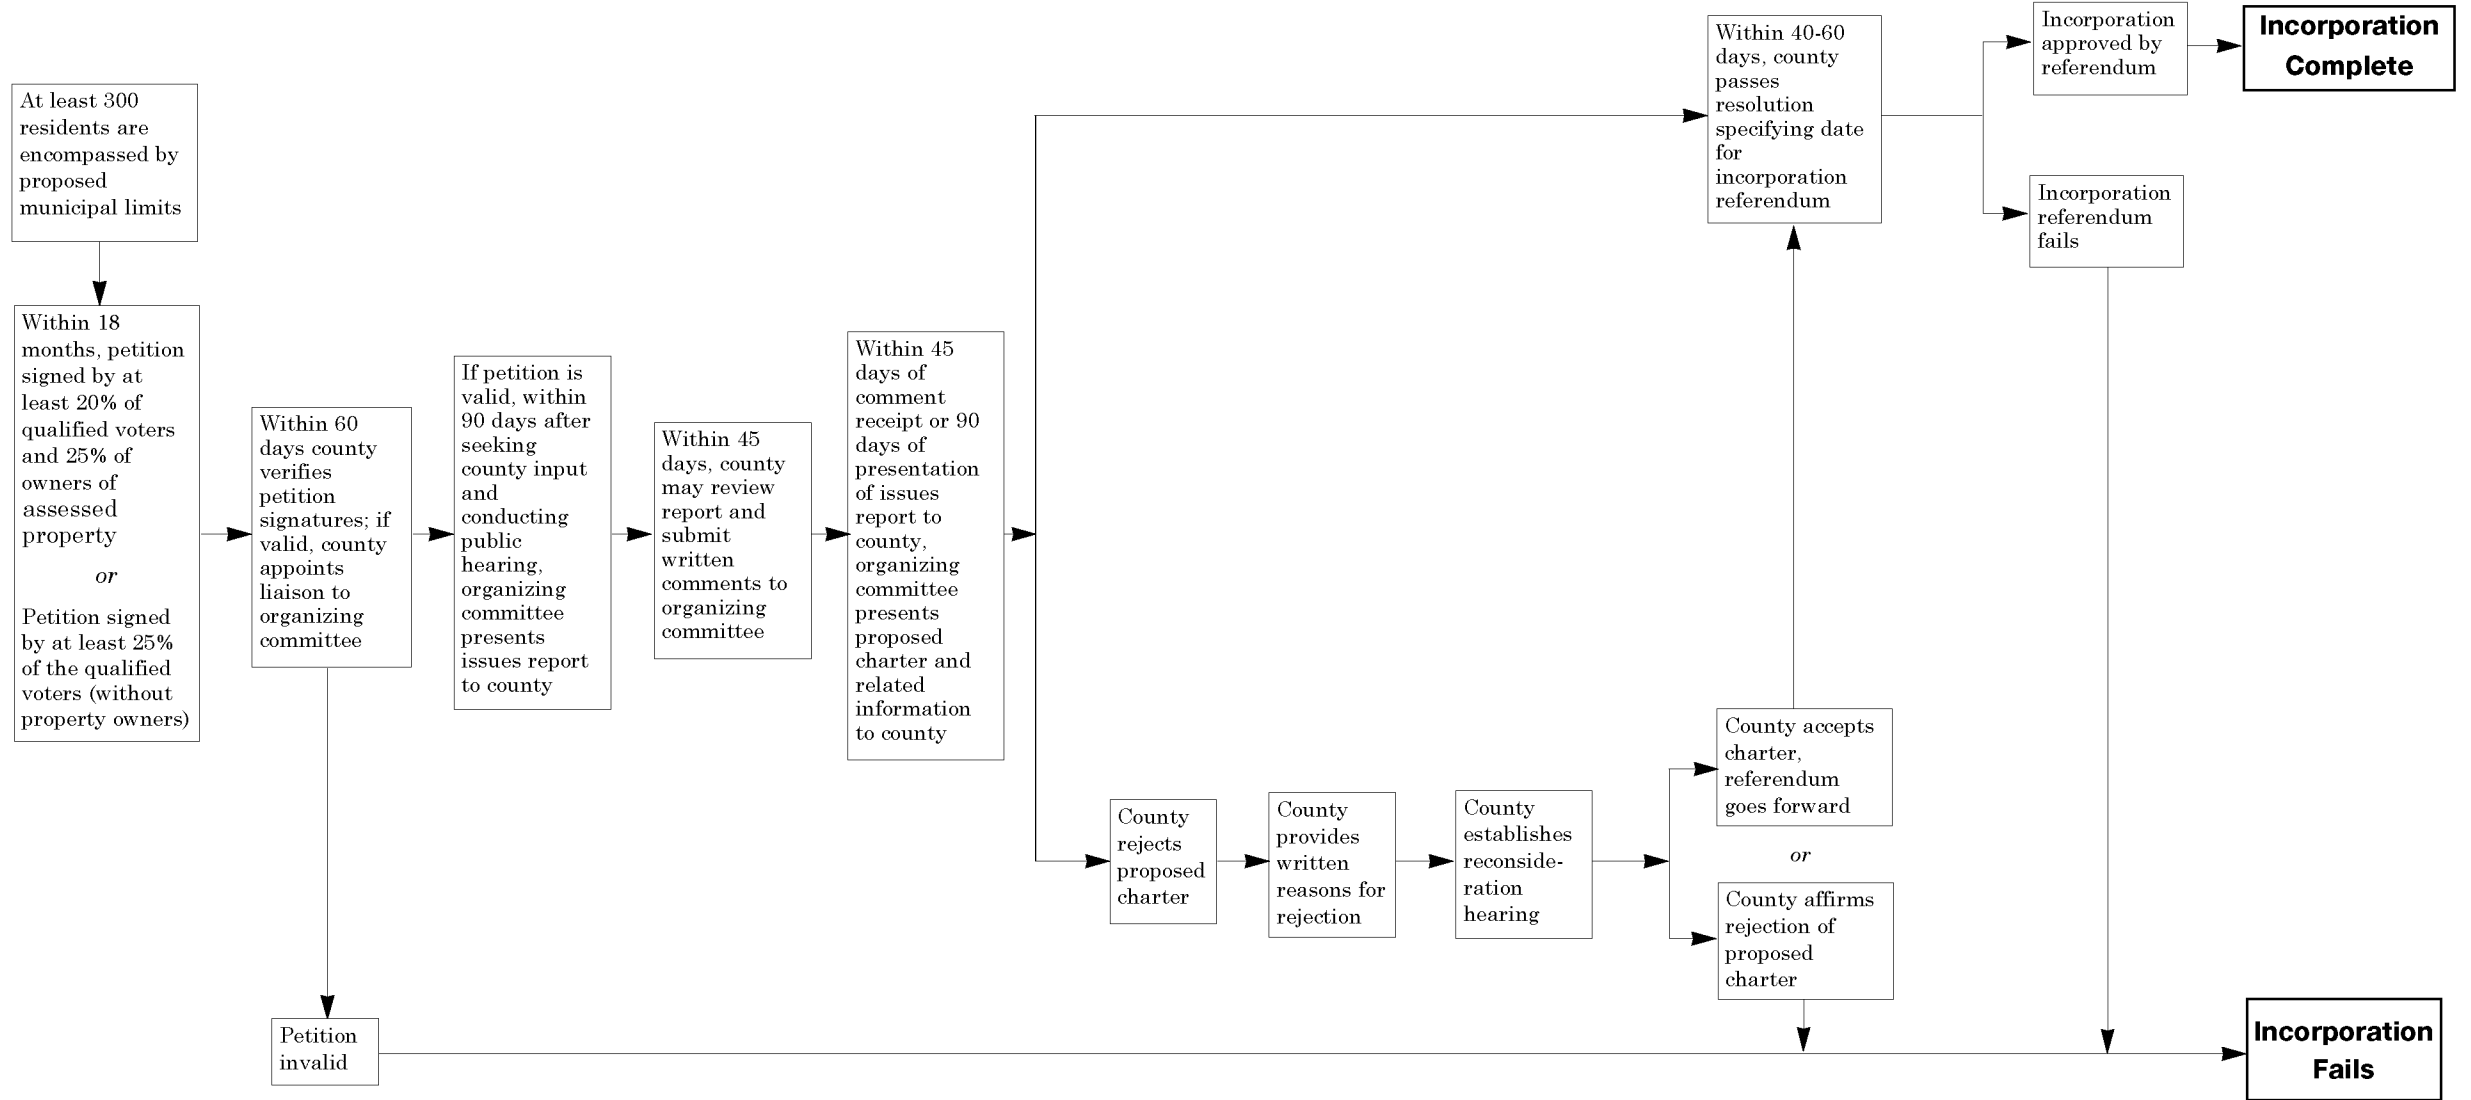 At least 300
residents are
encompassed by
proposed
municipal limits
Within 18
months, petition
signed by at
least 20% of
qualified voters
and 25% of
owners of
assessed
property
or
Petition signed
by at least 25%
of the qualified
voters (without
property owners)
Within 60
days county
verifies
petition
signatures; if
valid, county
appoints
liaison to
organizing
committee
Petition
invalid
If petition is
valid, within
90 days after
seeking
county input
and
conducting
public
hearing,
organizing
committee
presents
issues report
to county
Within 45
days, county
may review
report and
submit
written
comments to
organizing
committee
Within 45
days of
comment
receipt or 90
days of
presentation
of issues
report to
county,
organizing
committee
presents
proposed
charter and
related
information
to county
County
rejects
proposed
charter
County
provides
written
reasons for
rejection
County
establishes
reconside-
ration
hearing
County accepts
charter,
referendum
goes forward
or
County affirms
rejection of
proposed
charter
Within 40-60
days, county
passes
resolution
specifying date
for
incorporation
referendum
Incorporation
approved by
referendum
Incorporation
referendum
fails
Incorporation
Complete
Incorporation
Fails